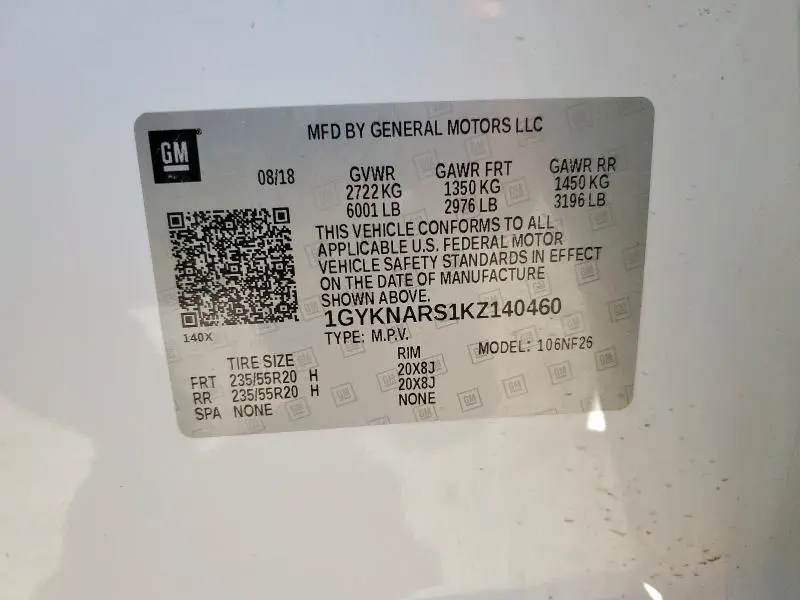 GM
MFD BY GENERAL MOTORS LLC
08/18 GVWR GAWR FRT GAWR RR
2722 KG 1350 KG 1450 KG
6001 LB 2976 LB 3196 LB
THIS VEHICLE CONFORMS TO ALL
APPLICABLE U.S. FEDERAL MOTOR
VEHICLE SAFETY STANDARDS IN EFFECT
ON THE DATE OF MANUFACTURE
SHOWN ABOVE.
1GYKNARS1KZ140460
140X TYPE: M.P.V. MODEL: 106NF26
TIRE SIZE RIM
FRT 235/55R20 H 20X8J
RR 235/55R20 H 20X8J
SPA NONE NONE